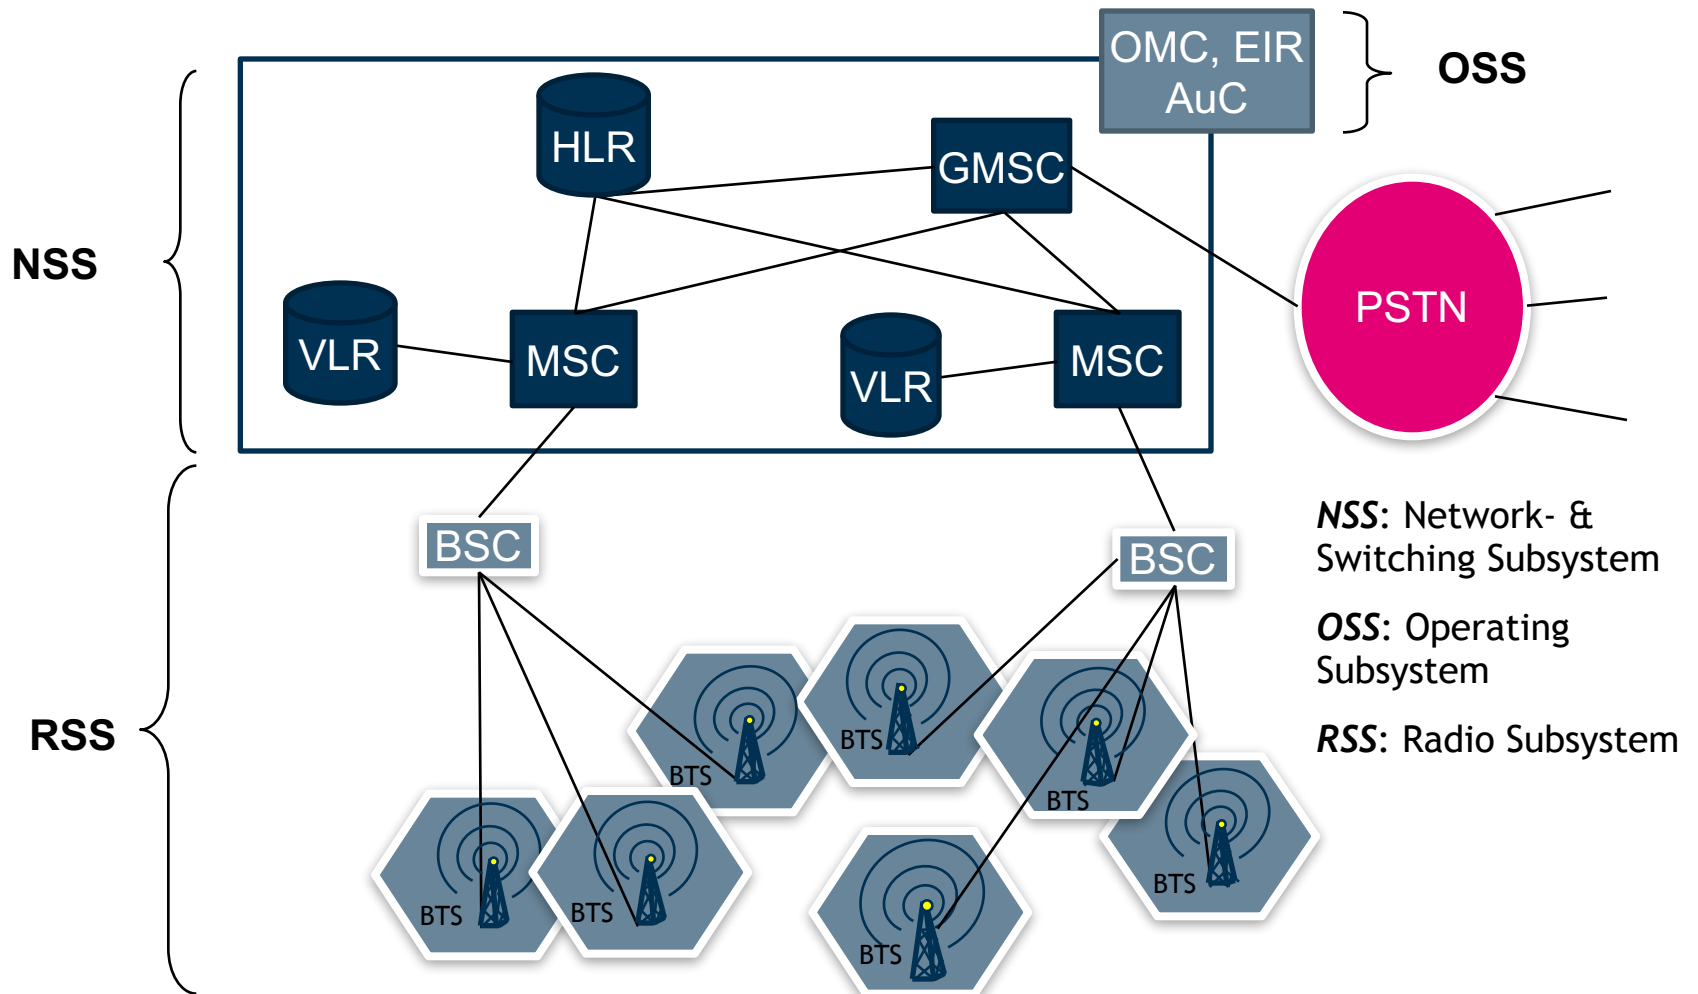 OMC, EIR
AuC
OSS
HLR
GMSC
NSS
PSTN
VLR
MSC
VLR
MSC
BSC
BSC
NSS: Network- &
Switching Subsystem
OSS: Operating
Subsystem
RSS: Radio Subsystem
RSS
BTS
BTS
BTS
BTS
BTS
BTS
BTS